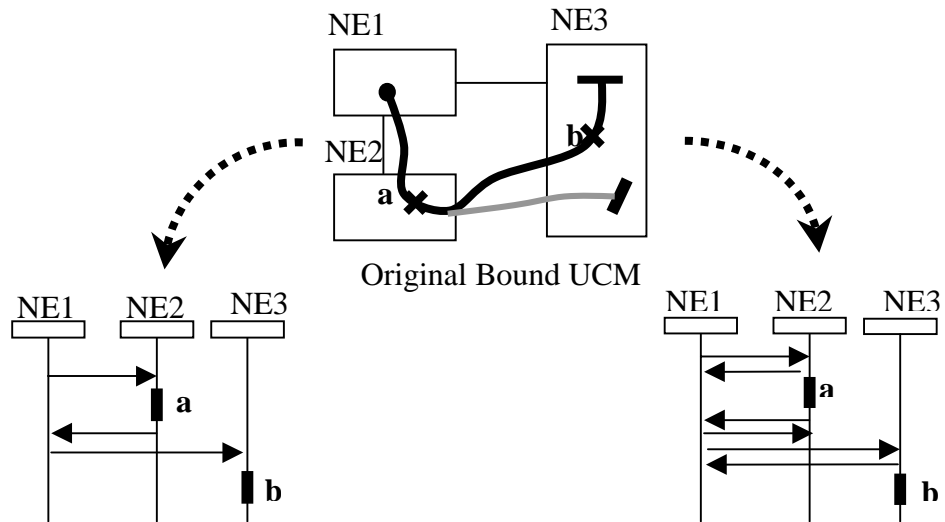 NE1
NE3
b
NE2
a
Original Bound UCM
NE1 NE2 NE3
a
b
NE1 NE2 NE3
a
b